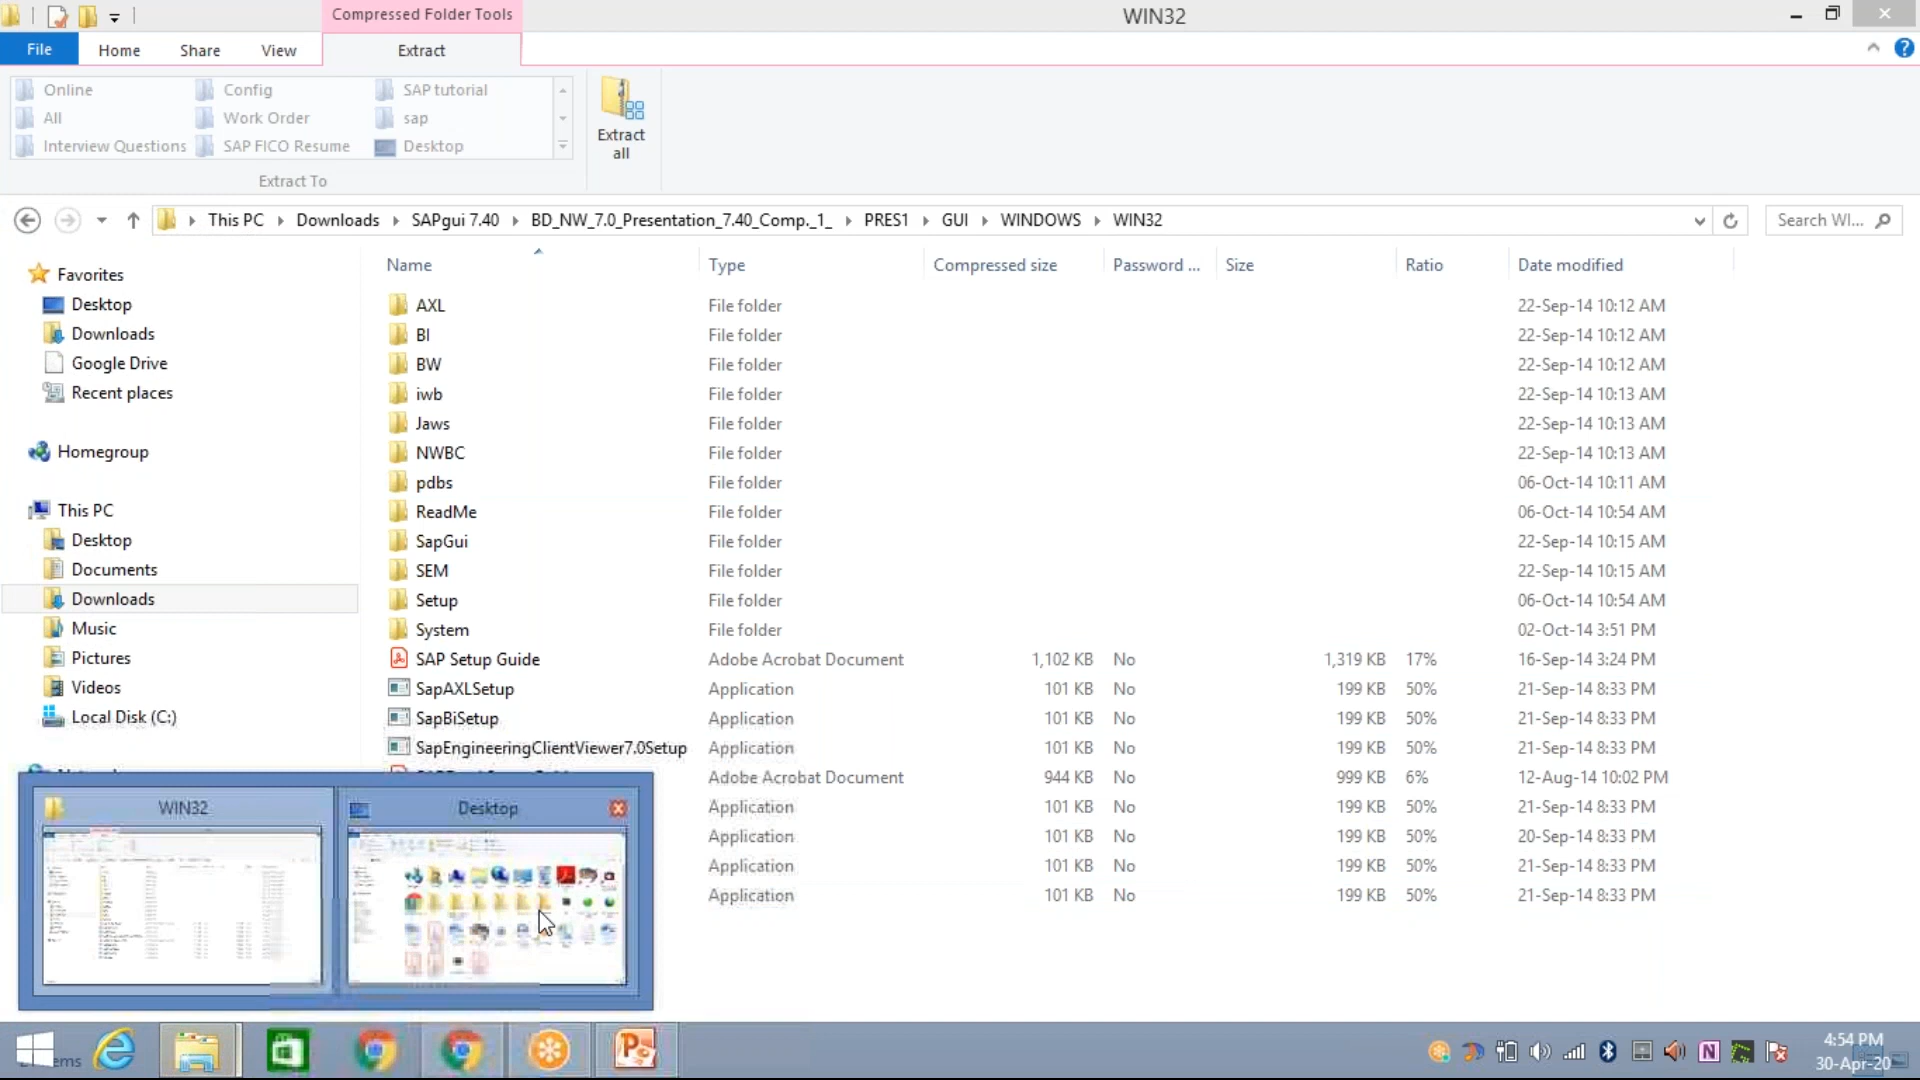 Compressed Folder Tools
WIN32
File Home Share View Extract
Online Config SAP tutorial
All Work Order sap
Interview Questions SAP FICO Resume Desktop
Extract To
Extract all
This PC Downloads SAPgui 7.40 BD_NW_7.0_Presentation_7.40_Comp._1_ PRES1 GUI WINDOWS WIN32
Search WI...
Favorites
Desktop
Downloads
Google Drive
Recent places
Homegroup
This PC
Desktop
Documents
Downloads
Music
Pictures
Videos
Local Disk (C:)
Name Type Compressed size Password ... Size Ratio Date modified
AXL File folder 22-Sep-14 10:12 AM
BI File folder 22-Sep-14 10:12 AM
BW File folder 22-Sep-14 10:12 AM
iwb File folder 22-Sep-14 10:13 AM
Jaws File folder 22-Sep-14 10:13 AM
NWBC File folder 22-Sep-14 10:13 AM
pdbs File folder 06-Oct-14 10:11 AM
ReadMe File folder 06-Oct-14 10:54 AM
SapGui File folder 22-Sep-14 10:15 AM
SEM File folder 22-Sep-14 10:15 AM
Setup File folder 06-Oct-14 10:54 AM
System File folder 02-Oct-14 3:51 PM
SAP Setup Guide Adobe Acrobat Document 1,102 KB No 1,319 KB 17% 16-Sep-14 3:24 PM
SapAXLSetup Application 101 KB No 199 KB 50% 21-Sep-14 8:33 PM
SapBiSetup Application 101 KB No 199 KB 50% 21-Sep-14 8:33 PM
SapEngineeringClientViewer7.0Setup Application 101 KB No 199 KB 50% 21-Sep-14 8:33 PM
Adobe Acrobat Document 944 KB No 999 KB 6% 12-Aug-14 10:02 PM
Application 101 KB No 199 KB 50% 21-Sep-14 8:33 PM
Application 101 KB No 199 KB 50% 20-Sep-14 8:33 PM
Application 101 KB No 199 KB 50% 21-Sep-14 8:33 PM
Application 101 KB No 199 KB 50% 21-Sep-14 8:33 PM
WIN32 Desktop
4:54 PM
30-Apr-20